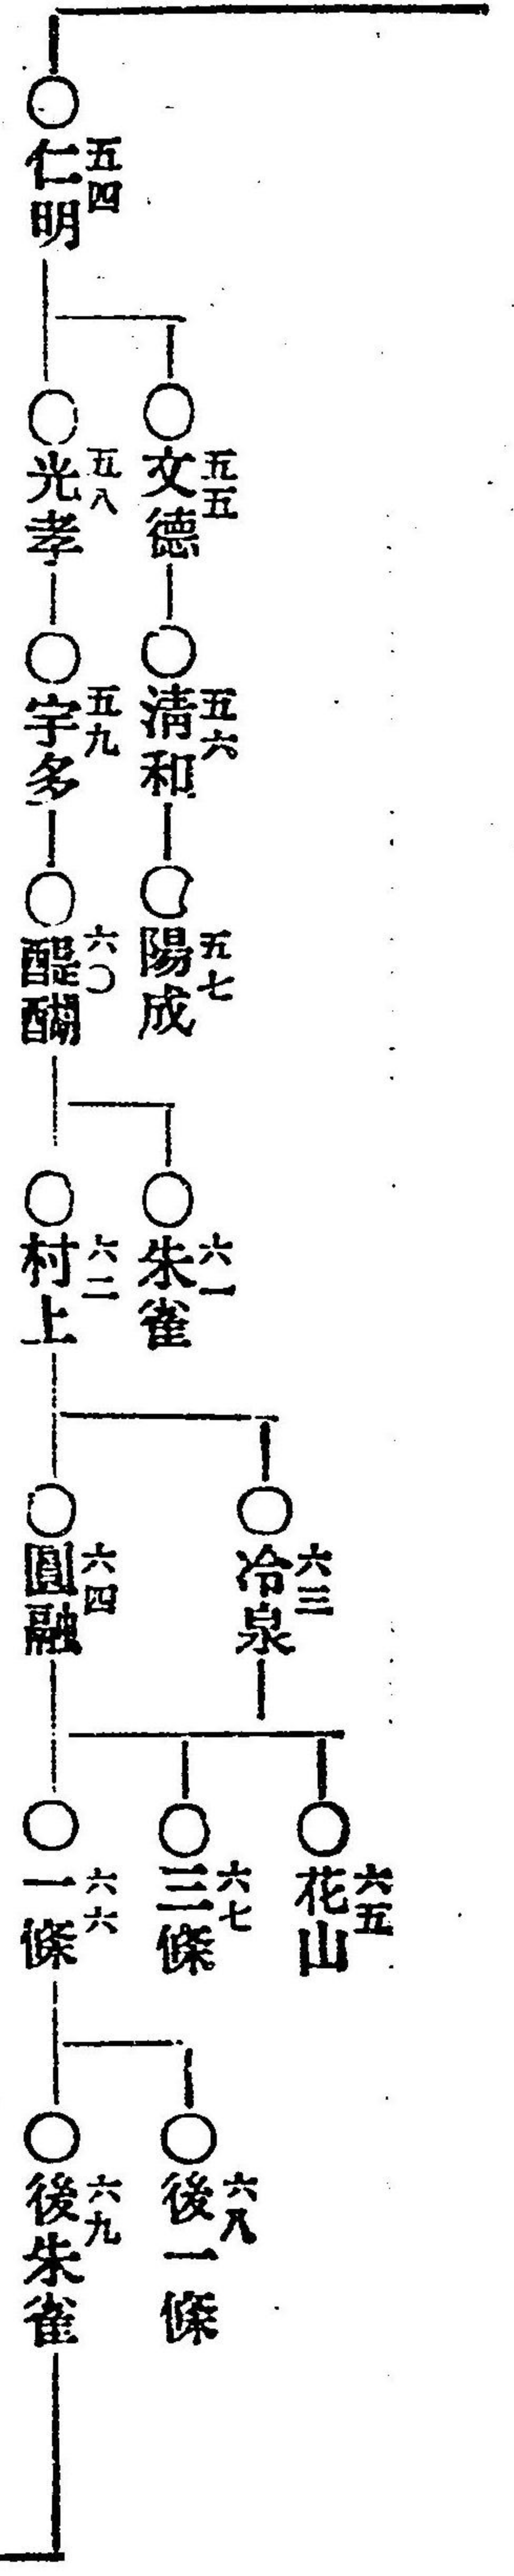 五四
仁明
五五
文德
五六
清和
五七
陽成
五八
光孝
五九
宇多
六〇
醍醐
六一
朱雀
六二
村上
六三
冷泉
六四
圓融
六五
花山
六七
三條
六六
一條
六八
後一條
六九
後朱雀